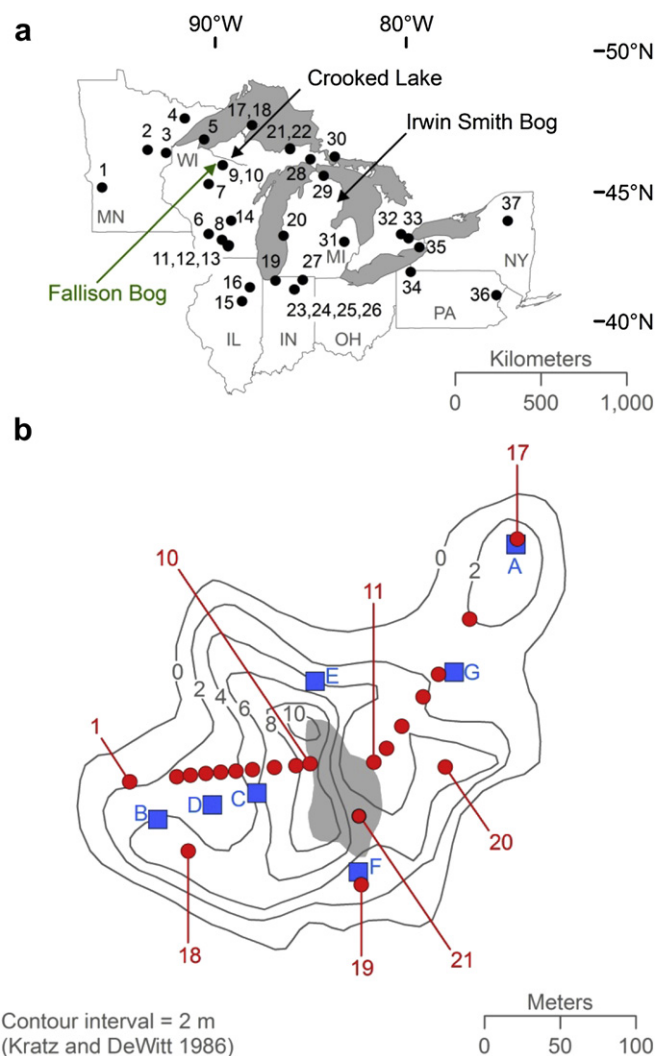 a
90°W
80°W
50°N
Crooked Lake
Irwin Smith Bog
45°N
40°N
Fallison Bog
1
2
3
4
5
WI
17,18
21,22
30
9,10
7
28
29
MN
6
8
14
20
32
33
37
11,12,13
31
MI
35
NY
19
27
16
15
34
36
23,24,25,26
PA
IL
IN
OH
Kilometers
0 500 1,000
b
17
0
2
A
10
11
0
2
4
6
8
10
E
G
1
B
D
C
F
20
18
19
21
Contour interval = 2 m
(Kratz and DeWitt 1986)
Meters
0 50 100